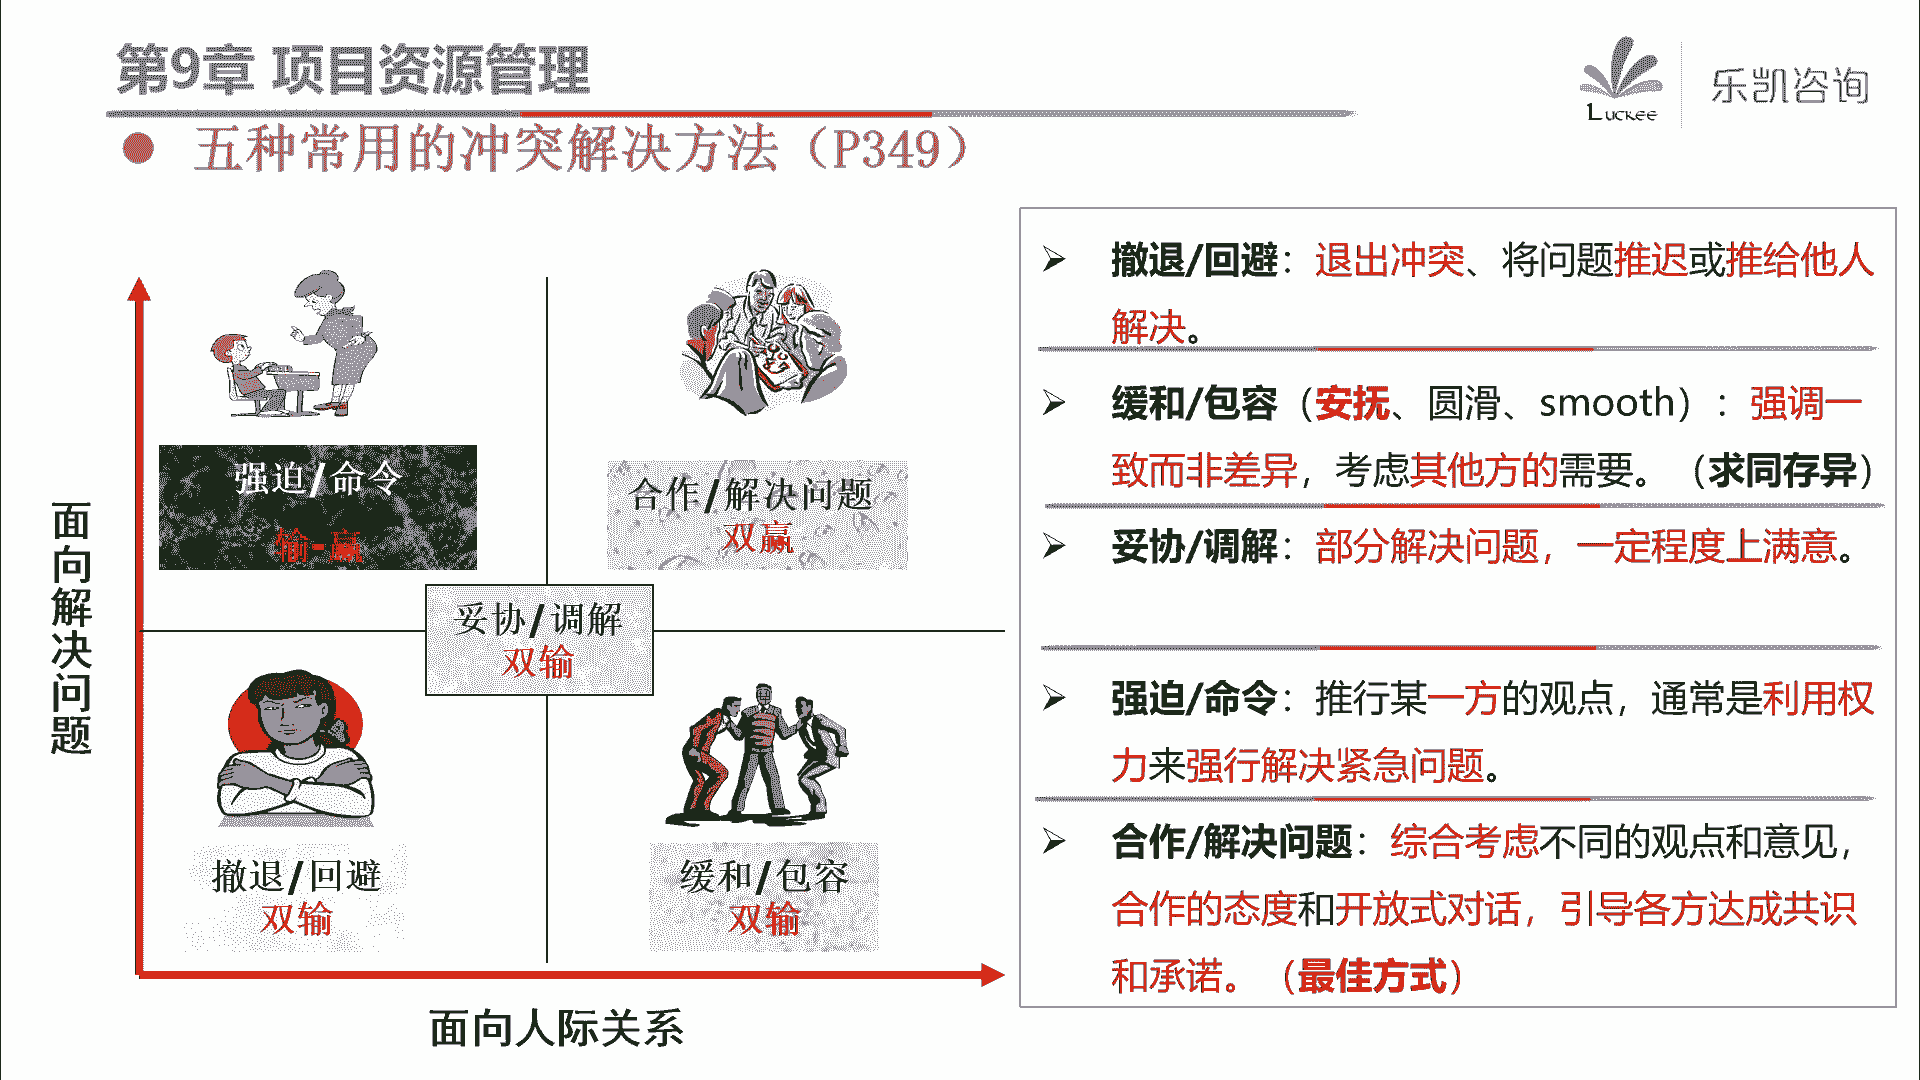 第9章 项目资源管理
Luckee
乐凯咨询
五种常用的冲突解决方法（P349）
面向解决问题
强迫/命令
输-赢
合作/解决问题
双赢
妥协/调解
双输
撤退/回避
双输
缓和/包容
双输
面向人际关系
撤退/回避：退出冲突、将问题推迟或推给他人
解决。
缓和/包容（安抚、圆滑、smooth）：强调一
致而非差异，考虑其他方的需要。（求同存异）
妥协/调解：部分解决问题，一定程度上满意。
强迫/命令：推行某一方的观点，通常是利用权
力来强行解决紧急问题。
合作/解决问题：综合考虑不同的观点和意见，
合作的态度和开放式对话，引导各方达成共识
和承诺。（最佳方式）